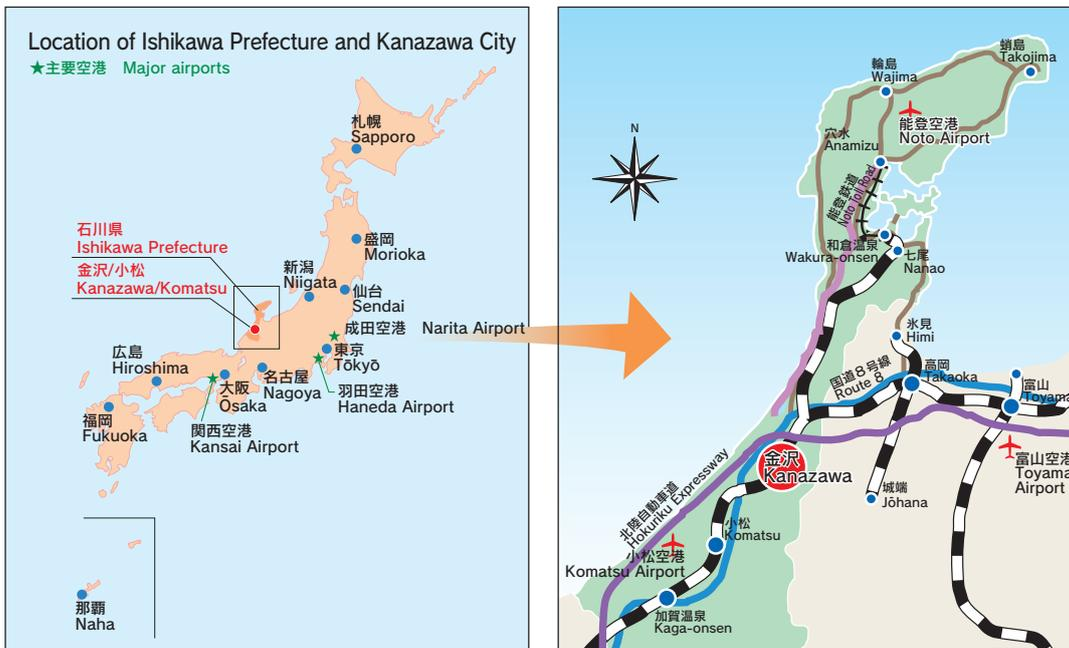 Location of Ishikawa Prefecture and Kanazawa City
★主要空港 Major airports
札幌
Sapporo
石川県
Ishikawa Prefecture
金沢/小松
Kanazawa/Komatsu
盛岡
Morioka
新潟
Niigata
仙台
Sendai
成田空港 Narita Airport
東京
Tōkyō
広島
Hiroshima
大阪
Ōsaka
名古屋
Nagoya
羽田空港
Haneda Airport
福岡
Fukuoka
関西空港
Kansai Airport
那覇
Naha
蛸島
Takojima
輪島
Wajima
能登空港
Noto Airport
穴水
Anamizu
N
能登鉄道
Noto Toll Road
和倉温泉
Wakura-onsen
七尾
Nanao
氷見
Himi
国道8号線
Route 8
高岡
Takaoka
富山
Toyama
金沢
Kanazawa
富山空港
Toyama
Airport
城端
Jōhana
北陸自動車道
Hokuriku Expressway
小松
Komatsu
小松空港
Komatsu Airport
加賀温泉
Kaga-onsen